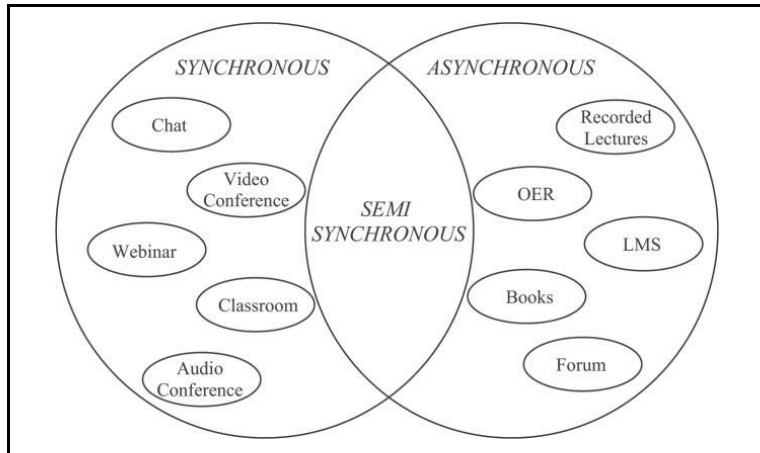 SYNCHRONOUS
Chat
Video
Conference
Webinar
Classroom
Audio
Conference
SEMI
SYNCHRONOUS
ASYNCHRONOUS
Recorded
Lectures
OER
LMS
Books
Forum